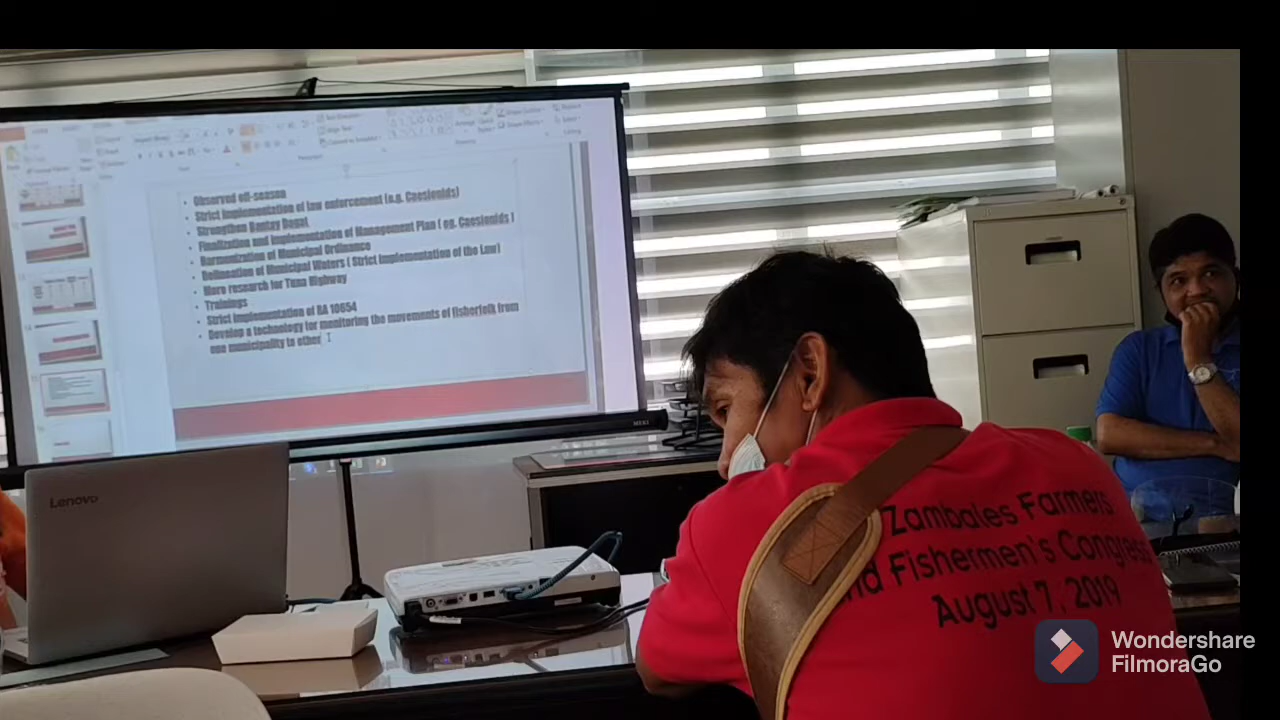 Observed off-season
Strict implementation of law enforcement (e.g. Caesionids)
Strengthen Bantay Dagat
Finalization and Implementation of Management Plan ( eg. Caesionids )
Harmonization of Municipal Ordinance
Delineation of Municipal Waters ( Strict Implementation of the Law)
More research for Tuna Highway
Trainings
Strict implementation of RA 10654
Develop a technology for monitoring the movements of fisherfolk from
one municipality to other
Lenovo
Zambales Farmers
nd Fishermen's Congress
August 7, 2019
Wondershare
FilmoraGo